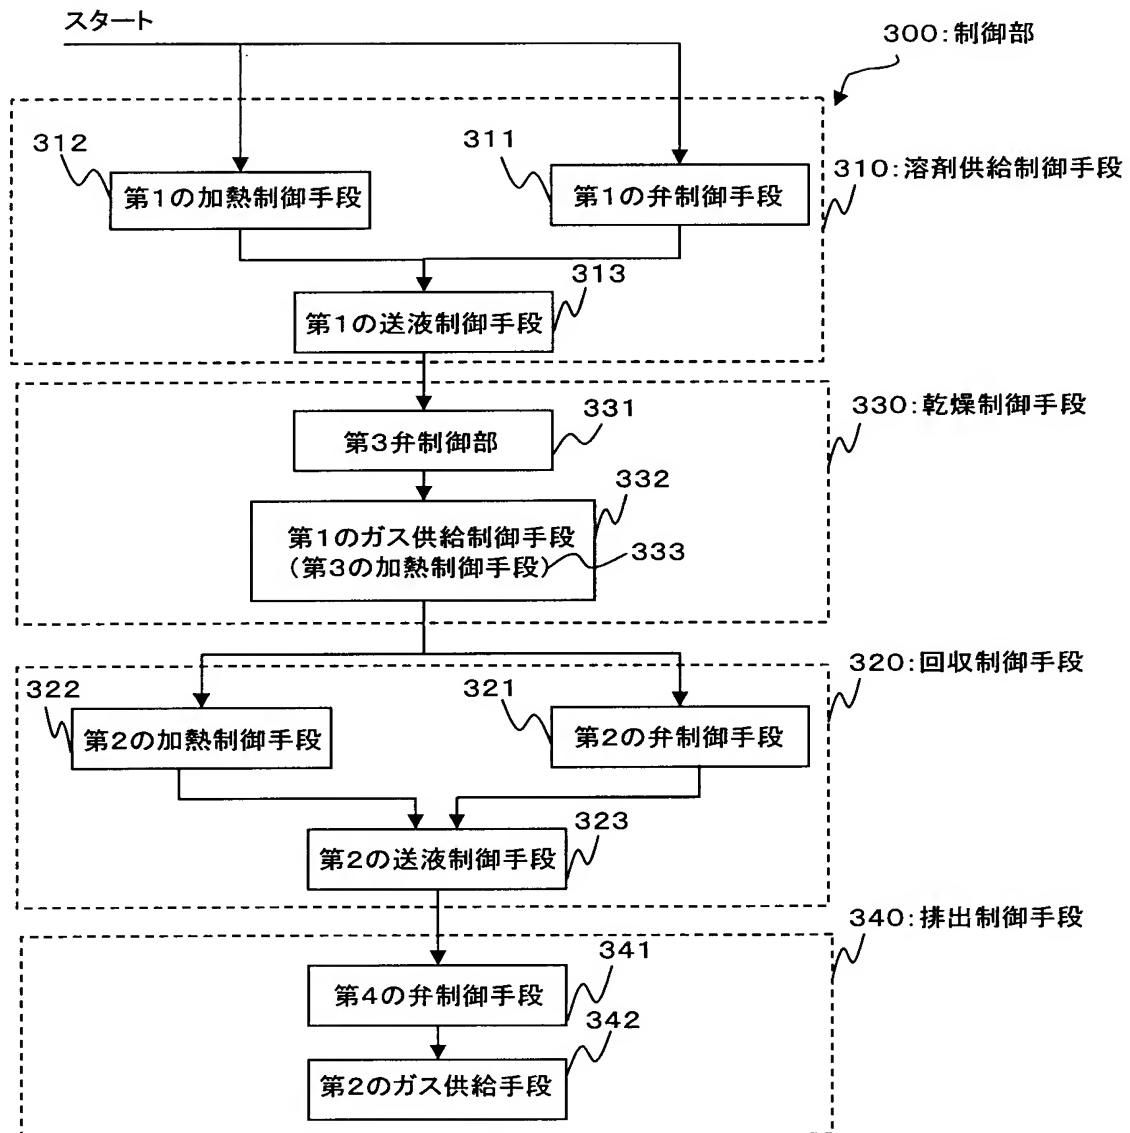 スタート
300:制御部
312
311
310:溶剤供給制御手段
第1の加熱制御手段
第1の弁制御手段
313
第1の送液制御手段
330:乾燥制御手段
331
第3弁制御部
332
第1のガス供給制御手段
(第3の加熱制御手段)
333
320:回収制御手段
322
321
第2の加熱制御手段
第2の弁制御手段
323
第2の送液制御手段
340:排出制御手段
341
第4の弁制御手段
342
第2のガス供給手段